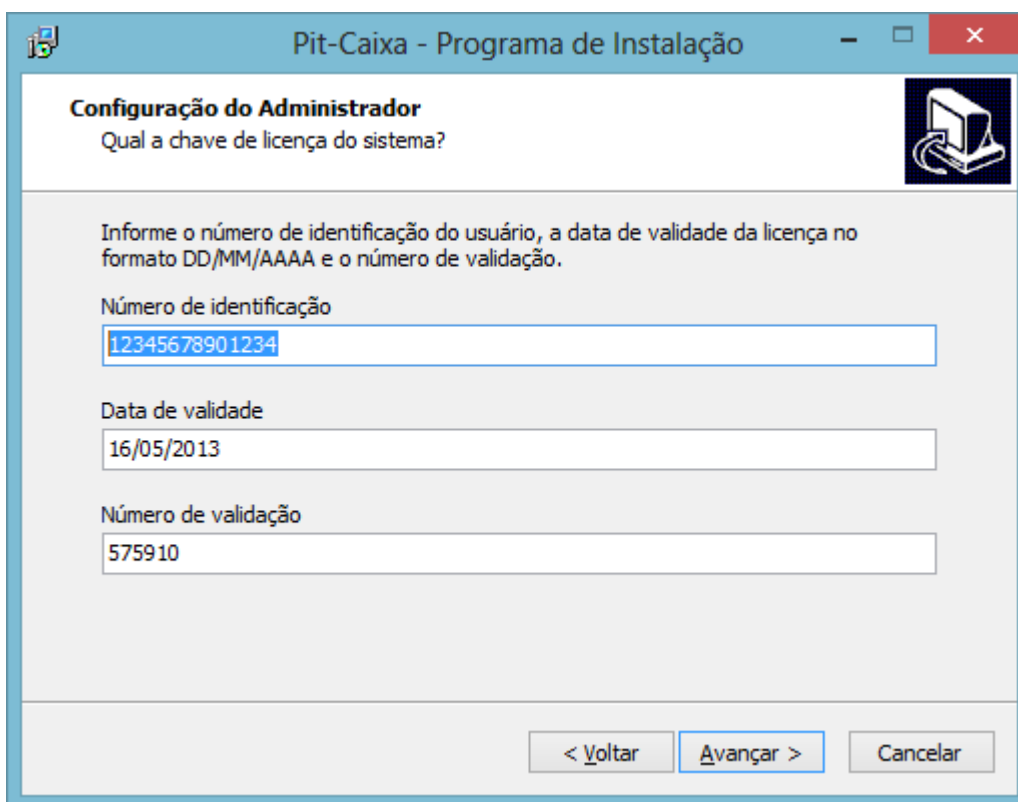 Pit-Caixa - Programa de Instalação
Configuração do Administrador
Qual a chave de licença do sistema?
Informe o número de identificação do usuário, a data de validade da licença no
formato DD/MM/AAAA e o número de validação.
Número de identificação
12345678901234
Data de validade
16/05/2013
Número de validação
575910
< Voltar Avançar > Cancelar